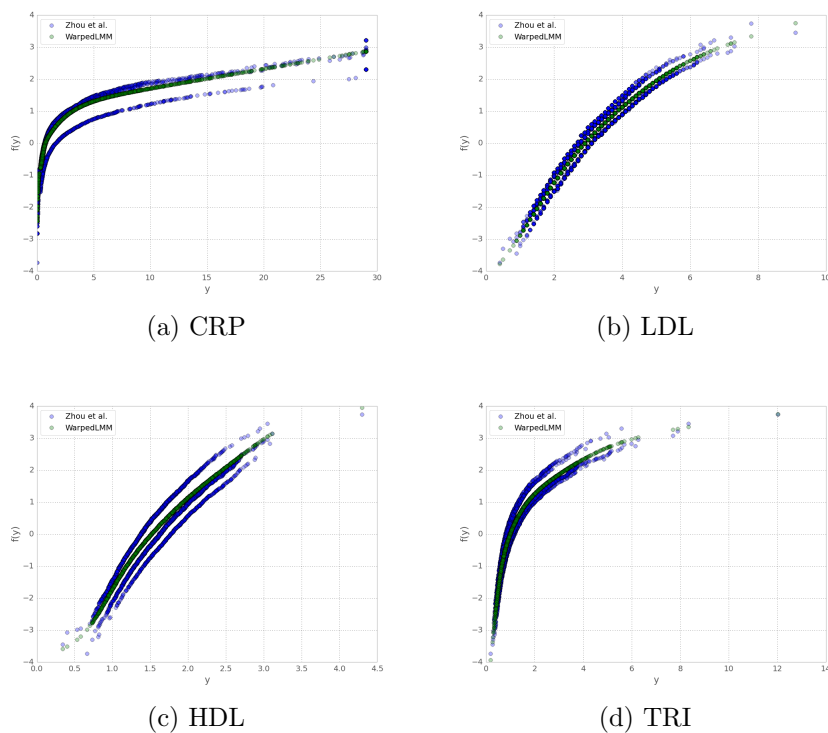 4
3
2
1
0
−1
−2
−3
−4
f(y)
Zhou et al.
WarpedLMM
0 5 10 15 20 25 30
y
(a) CRP
4
3
2
1
0
−1
−2
−3
−4
f(y)
Zhou et al.
WarpedLMM
0 2 4 6 8 10
y
(b) LDL
4
3
2
1
0
−1
−2
−3
−4
f(y)
Zhou et al.
WarpedLMM
0.0 0.5 1.0 1.5 2.0 2.5 3.0 3.5 4.0 4.5
y
(c) HDL
4
3
2
1
0
−1
−2
−3
−4
f(y)
Zhou et al.
WarpedLMM
0 2 4 6 8 10 12 14
y
(d) TRI